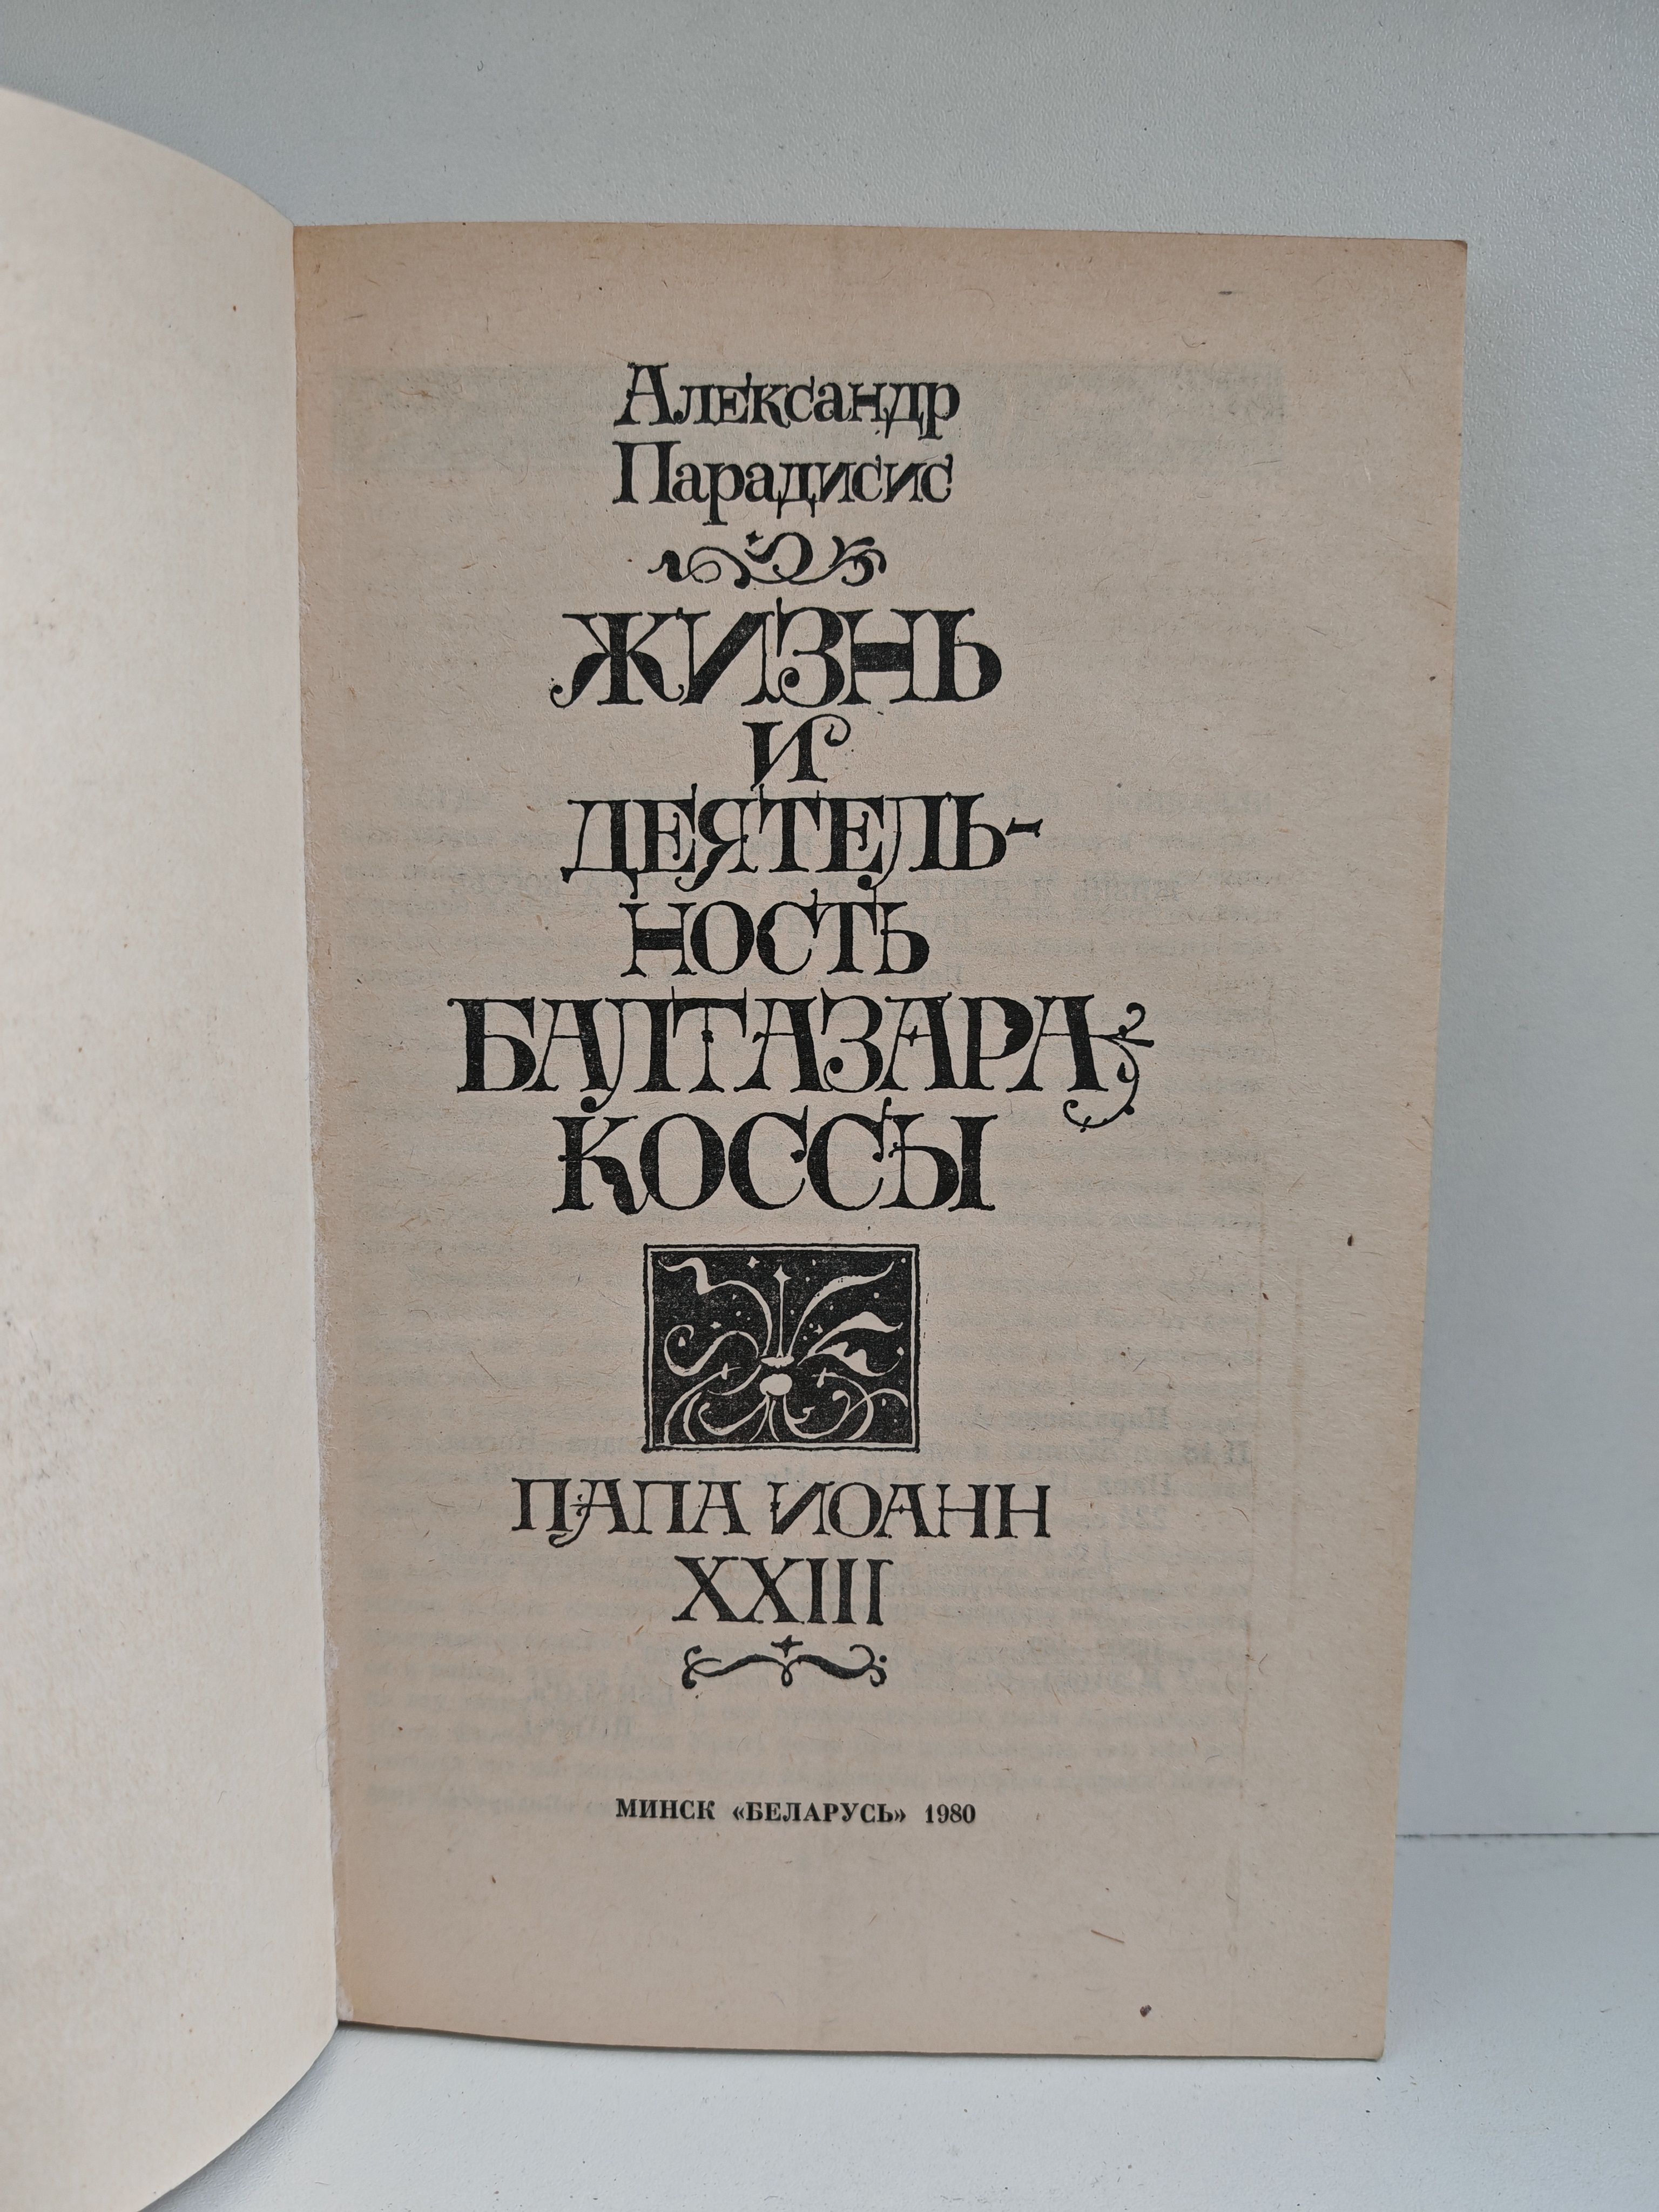 Александр
Парадисис
ЖИЗНЬ
И
ДЕЯТЕЛЬ-
НОСТЬ
БАЛТАЗАРА
КОССЫ
ПАПА ИОАНН
XXIII
МИНСК «БЕЛАРУСЬ» 1980